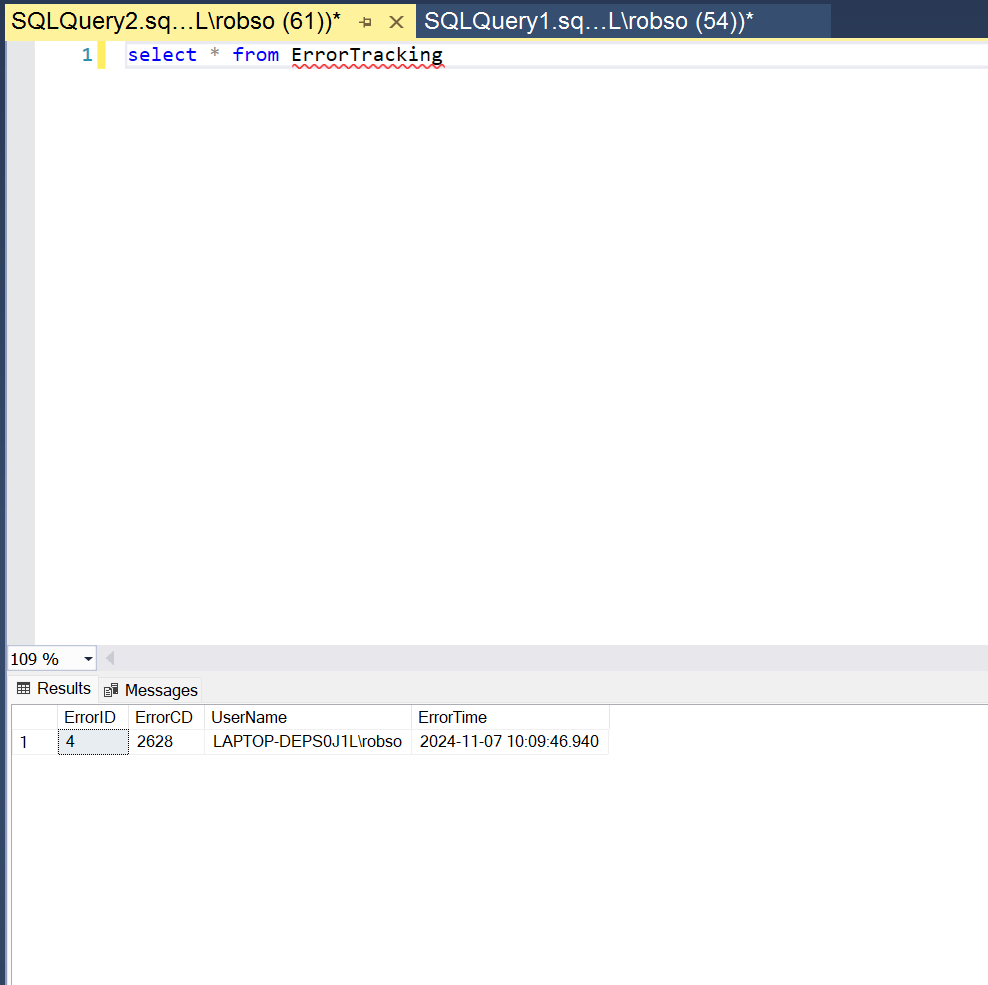 SQLQuery2.sq...L\robso (61))* SQLQuery1.sq...L\robso (54))*
1 select * from ErrorTracking
109 %
Results Messages
ErrorID ErrorCD UserName ErrorTime
1 4 2628 LAPTOP-DEPS0J1L\robso 2024-11-07 10:09:46.940